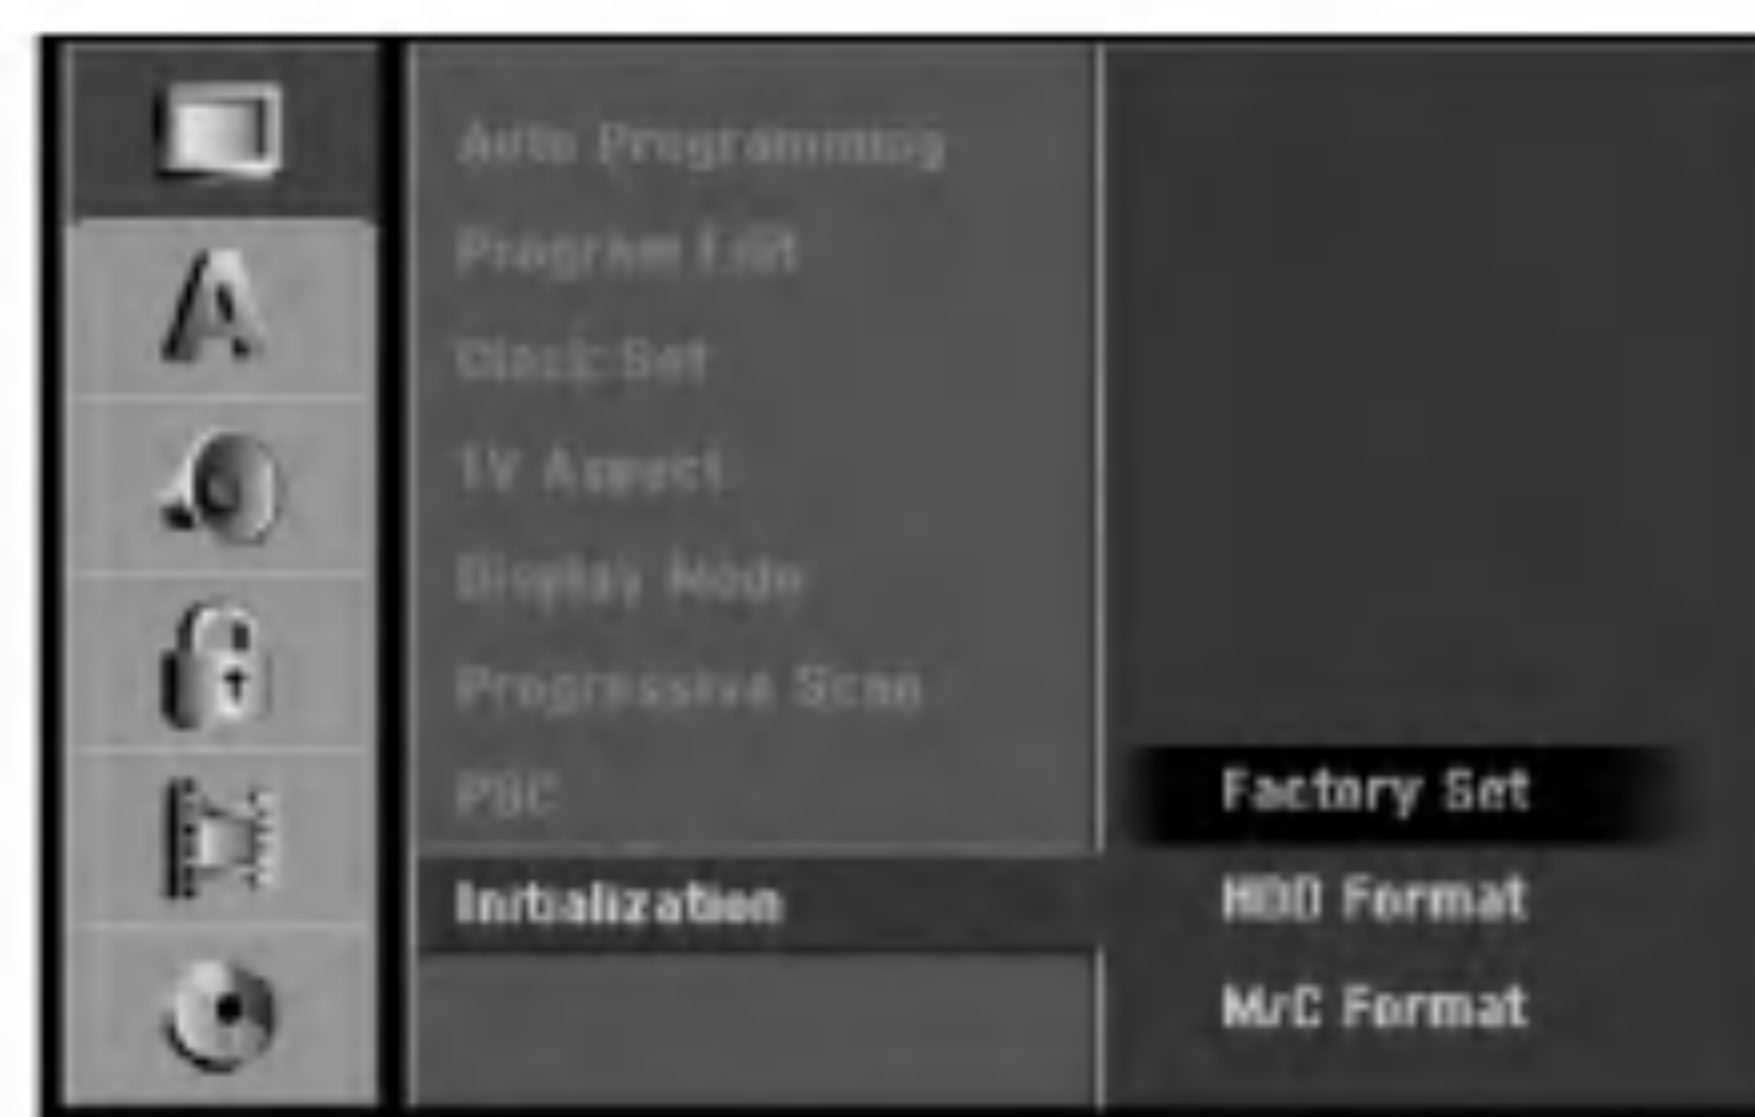 A
Auto Programming
Program Edit
Clock Set
TV Aspect
Display Mode
Progressive Scan
PBC
Initialization
Factory Set
HDD Format
M/C Format